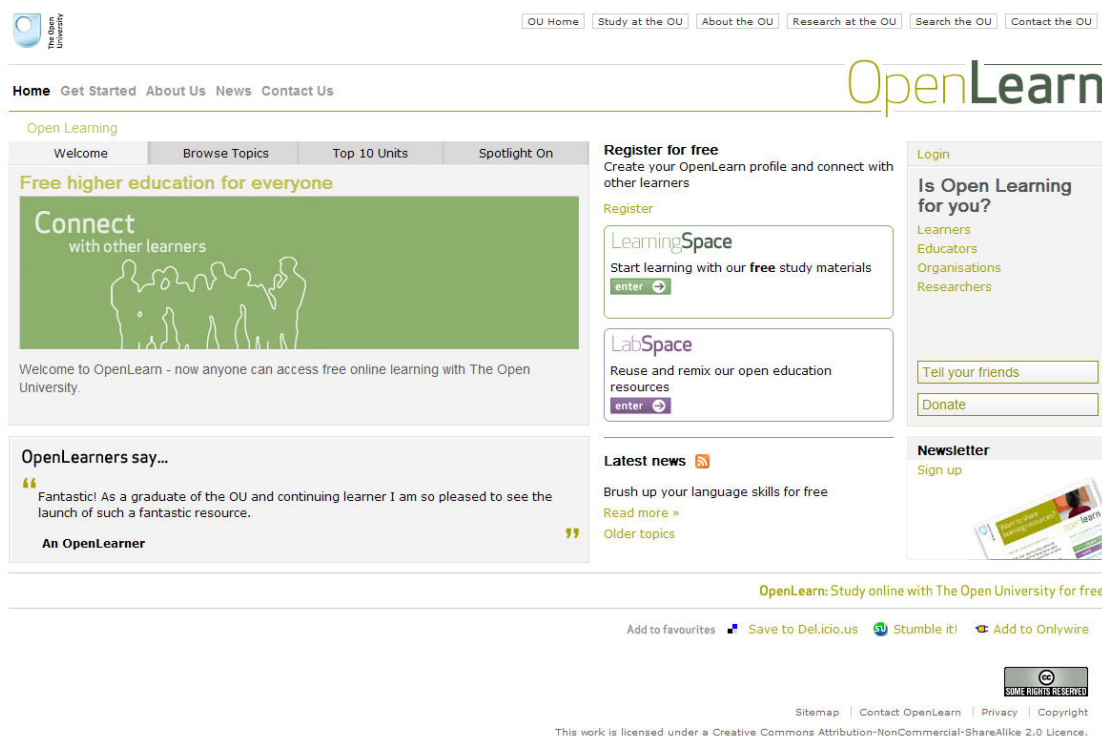 The Open
University
OU Home
Study at the OU
About the OU
Research at the OU
Search the OU
Contact the OU
Home
Get Started
About Us
News
Contact Us
OpenLearn
Open Learning
Welcome
Browse Topics
Top 10 Units
Spotlight On
Free higher education for everyone
Connect
with other learners
Welcome to OpenLearn - now anyone can access free online learning with The Open
University.
OpenLearners say...
“
Fantastic! As a graduate of the OU and continuing learner I am so pleased to see the
launch of such a fantastic resource.
”
An OpenLearner
Register for free
Create your OpenLearn profile and connect with
other learners
Register
LearningSpace
Start learning with our free study materials
enter
LabSpace
Reuse and remix our open education
resources
enter
Latest news
Brush up your language skills for free
Read more »
Older topics
Login
Is Open Learning
for you?
Learners
Educators
Organisations
Researchers
Tell your friends
Donate
Newsletter
Sign up
Want to share
learning resources?
openlearn
OpenLearn: Study online with The Open University for free
Add to favourites
Save to Del.icio.us
Stumble it!
Add to Onlywire
cc
SOME RIGHTS RESERVED
Sitemap | Contact OpenLearn | Privacy | Copyright
This work is licensed under a Creative Commons Attribution-NonCommercial-ShareAlike 2.0 Licence.